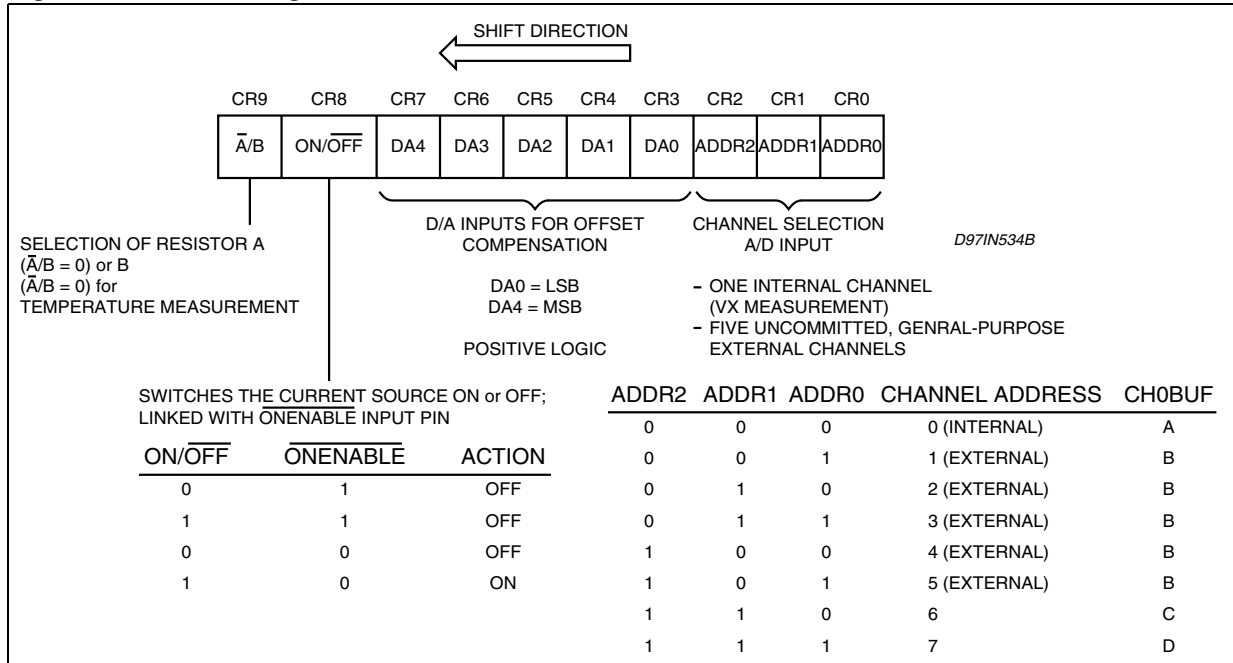 SHIFT DIRECTION
CR9 CR8 CR7 CR6 CR5 CR4 CR3 CR2 CR1 CR0
A̅/B ON/O̅F̅F̅ DA4 DA3 DA2 DA1 DA0 ADDR2 ADDR1 ADDR0
SELECTION OF RESISTOR A
(A̅/B = 0) or B
(A̅/B = 0) for
TEMPERATURE MEASUREMENT
D/A INPUTS FOR OFFSET
COMPENSATION
DA0 = LSB
DA4 = MSB
POSITIVE LOGIC
CHANNEL SELECTION
A/D INPUT
– ONE INTERNAL CHANNEL
(VX MEASUREMENT)
– FIVE UNCOMMITTED, GENRAL-PURPOSE
EXTERNAL CHANNELS
D97IN534B
SWITCHES THE CURRENT SOURCE ON or OFF;
LINKED WITH O̅N̅E̅N̅A̅B̅L̅E̅ INPUT PIN
ON/O̅F̅F̅ O̅N̅E̅N̅A̅B̅L̅E̅ ACTION
0 1 OFF
1 1 OFF
0 0 OFF
1 0 ON
ADDR2 ADDR1 ADDR0 CHANNEL ADDRESS CH0BUF
0 0 0 0 (INTERNAL) A
0 0 1 1 (EXTERNAL) B
0 1 0 2 (EXTERNAL) B
0 1 1 3 (EXTERNAL) B
1 0 0 4 (EXTERNAL) B
1 0 1 5 (EXTERNAL) B
1 1 0 6 C
1 1 1 7 D